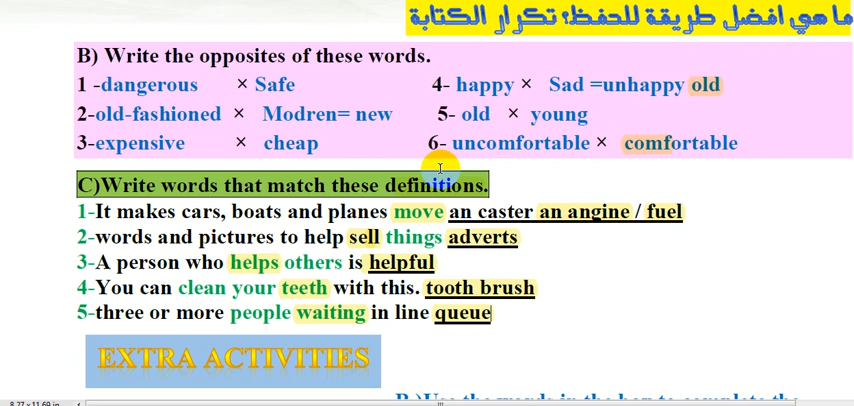 ما هي افضل طريقة للحفظ؟ تكرار الكتابة
B) Write the opposites of these words.
1 -dangerous × Safe 4- happy × Sad =unhappy old
2-old-fashioned × Modren= new 5- old × young
3-expensive × cheap 6- uncomfortable × comfortable
C)Write words that match these definitions.
1-It makes cars, boats and planes move an caster an angine / fuel
2-words and pictures to help sell things adverts
3-A person who helps others is helpful
4-You can clean your teeth with this. tooth brush
5-three or more people waiting in line queue
EXTRA ACTIVITIES
8.27 x 11.69 in